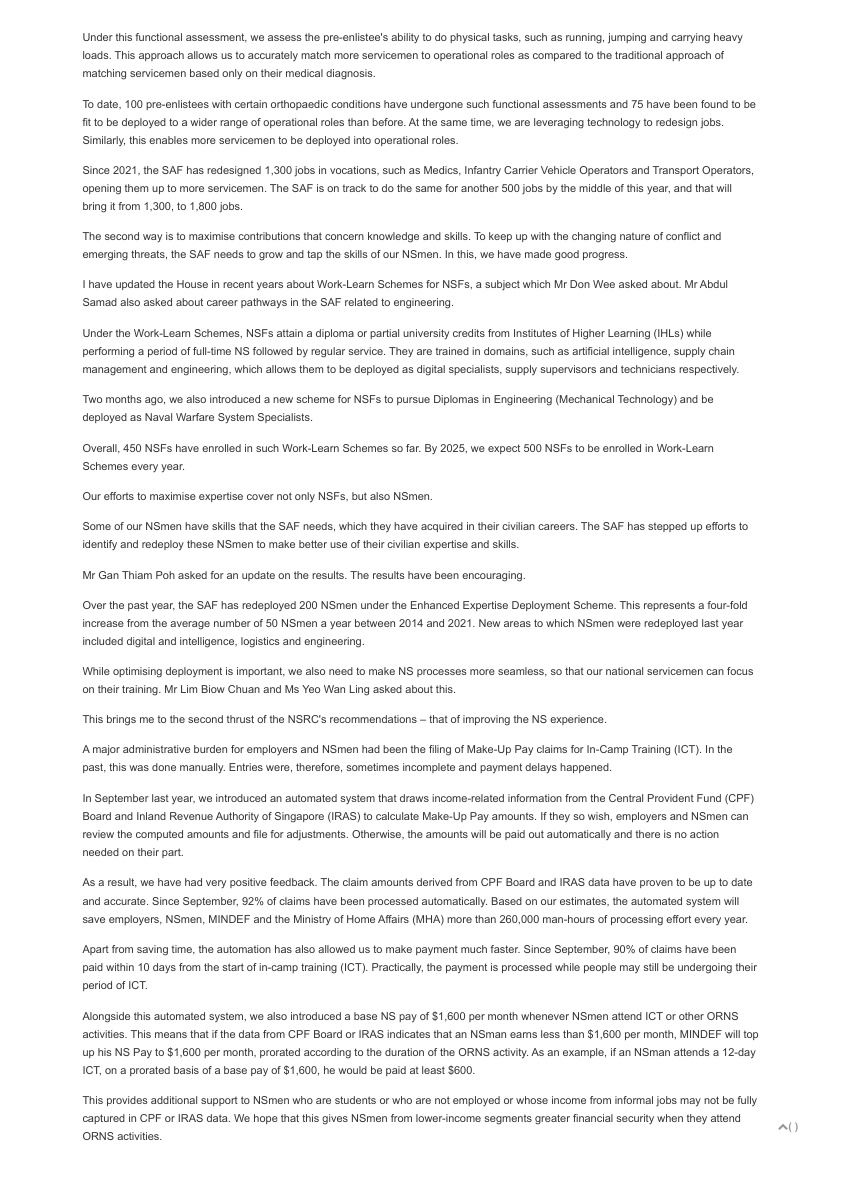 Under this functional assessment, we assess the pre-enlistee's ability to do physical tasks, such as running, jumping and carrying heavy
loads. This approach allows us to accurately match more servicemen to operational roles as compared to the traditional approach of
matching servicemen based only on their medical diagnosis.
To date, 100 pre-enlistees with certain orthopaedic conditions have undergone such functional assessments and 75 have been found to be
fit to be deployed to a wider range of operational roles than before. At the same time, we are leveraging technology to redesign jobs.
Similarly, this enables more servicemen to be deployed into operational roles.
Since 2021, the SAF has redesigned 1,300 jobs in vocations, such as Medics, Infantry Carrier Vehicle Operators and Transport Operators,
opening them up to more servicemen. The SAF is on track to do the same for another 500 jobs by the middle of this year, and that will
bring it from 1,300, to 1,800 jobs.
The second way is to maximise contributions that concern knowledge and skills. To keep up with the changing nature of conflict and
emerging threats, the SAF needs to grow and tap the skills of our NSmen. In this, we have made good progress.
I have updated the House in recent years about Work-Learn Schemes for NSFs, a subject which Mr Don Wee asked about. Mr Abdul
Samad also asked about career pathways in the SAF related to engineering.
Under the Work-Learn Schemes, NSFs attain a diploma or partial university credits from Institutes of Higher Learning (IHLs) while
performing a period of full-time NS followed by regular service. They are trained in domains, such as artificial intelligence, supply chain
management and engineering, which allows them to be deployed as digital specialists, supply supervisors and technicians respectively.
Two months ago, we also introduced a new scheme for NSFs to pursue Diplomas in Engineering (Mechanical Technology) and be
deployed as Naval Warfare System Specialists.
Overall, 450 NSFs have enrolled in such Work-Learn Schemes so far. By 2025, we expect 500 NSFs to be enrolled in Work-Learn
Schemes every year.
Our efforts to maximise expertise cover not only NSFs, but also NSmen.
Some of our NSmen have skills that the SAF needs, which they have acquired in their civilian careers. The SAF has stepped up efforts to
identify and redeploy these NSmen to make better use of their civilian expertise and skills.
Mr Gan Thiam Poh asked for an update on the results. The results have been encouraging.
Over the past year, the SAF has redeployed 200 NSmen under the Enhanced Expertise Deployment Scheme. This represents a four-fold
increase from the average number of 50 NSmen a year between 2014 and 2021. New areas to which NSmen were redeployed last year
included digital and intelligence, logistics and engineering.
While optimising deployment is important, we also need to make NS processes more seamless, so that our national servicemen can focus
on their training. Mr Lim Biow Chuan and Ms Yeo Wan Ling asked about this.
This brings me to the second thrust of the NSRC's recommendations – that of improving the NS experience.
A major administrative burden for employers and NSmen had been the filing of Make-Up Pay claims for In-Camp Training (ICT). In the
past, this was done manually. Entries were, therefore, sometimes incomplete and payment delays happened.
In September last year, we introduced an automated system that draws income-related information from the Central Provident Fund (CPF)
Board and Inland Revenue Authority of Singapore (IRAS) to calculate Make-Up Pay amounts. If they so wish, employers and NSmen can
review the computed amounts and file for adjustments. Otherwise, the amounts will be paid out automatically and there is no action
needed on their part.
As a result, we have had very positive feedback. The claim amounts derived from CPF Board and IRAS data have proven to be up to date
and accurate. Since September, 92% of claims have been processed automatically. Based on our estimates, the automated system will
save employers, NSmen, MINDEF and the Ministry of Home Affairs (MHA) more than 260,000 man-hours of processing effort every year.
Apart from saving time, the automation has also allowed us to make payment much faster. Since September, 90% of claims have been
paid within 10 days from the start of in-camp training (ICT). Practically, the payment is processed while people may still be undergoing their
period of ICT.
Alongside this automated system, we also introduced a base NS pay of $1,600 per month whenever NSmen attend ICT or other ORNS
activities. This means that if the data from CPF Board or IRAS indicates that an NSman earns less than $1,600 per month, MINDEF will top
up his NS Pay to $1,600 per month, prorated according to the duration of the ORNS activity. As an example, if an NSman attends a 12-day
ICT, on a prorated basis of a base pay of $1,600, he would be paid at least $600.
This provides additional support to NSmen who are students or who are not employed or whose income from informal jobs may not be fully
captured in CPF or IRAS data. We hope that this gives NSmen from lower-income segments greater financial security when they attend
ORNS activities.
( )